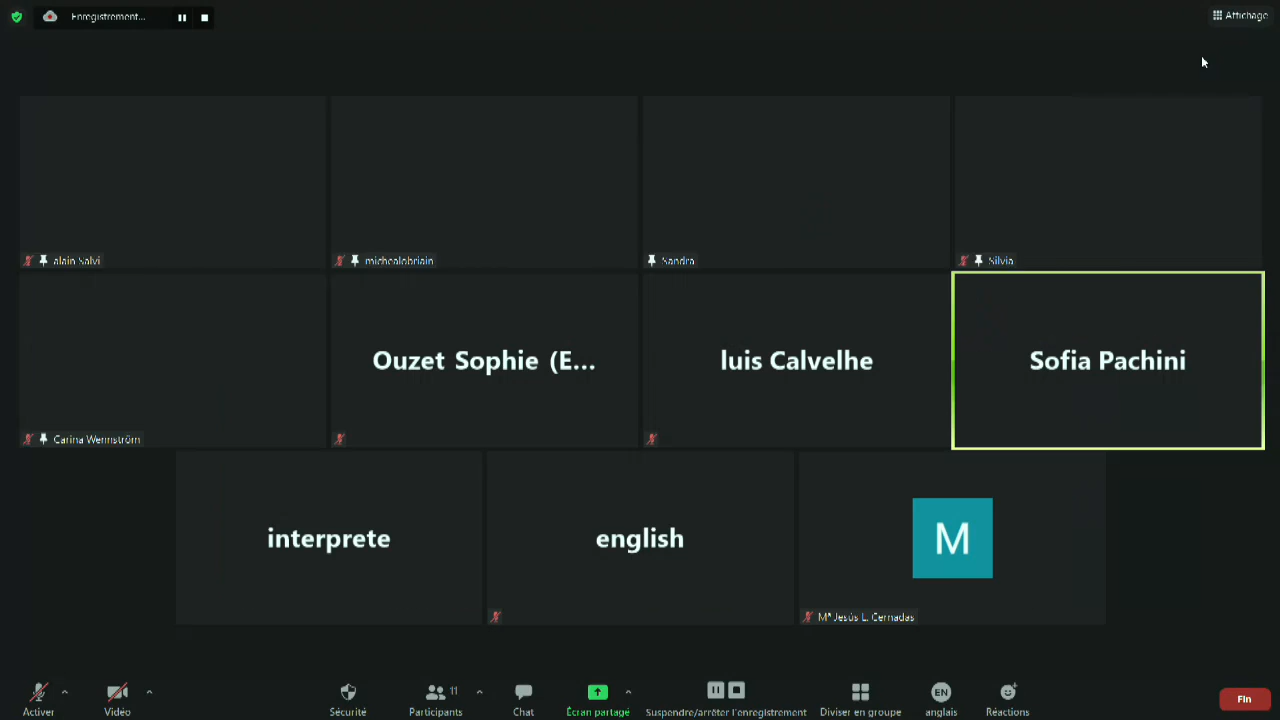 Enregistrement...
Affichage
alain Salvi
michealobriain
Sandra
Silvia
Carina Wennström
Ouzet Sophie (E...
luis Calvelhe
Sofia Pachini
interprete
english
M
Mª Jesús L. Cernadas
Activer
Vidéo
Sécurité
Participants
11
Chat
Écran partagé
Suspendre/arrêter l'enregistrement
Diviser en groupe
EN
anglais
Réactions
Fin